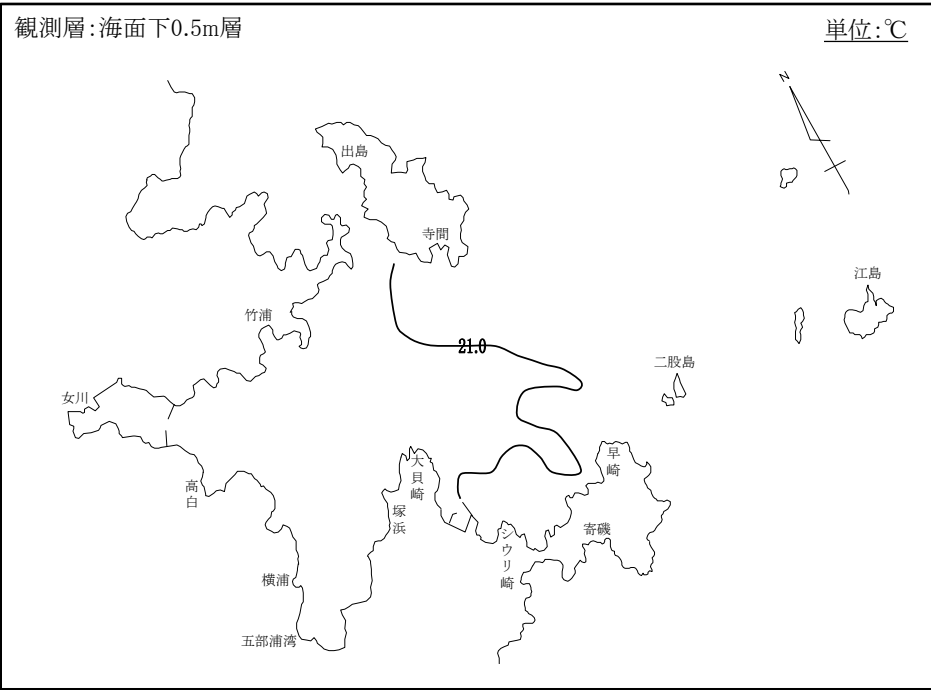 観測層:海面下0.5m層
単位:℃
N
出島
寺間
江島
竹浦
21.0
二股島
女川
大貝崎
早崎
高白
塚浜
寄磯
シウリ崎
横浦
五部浦湾